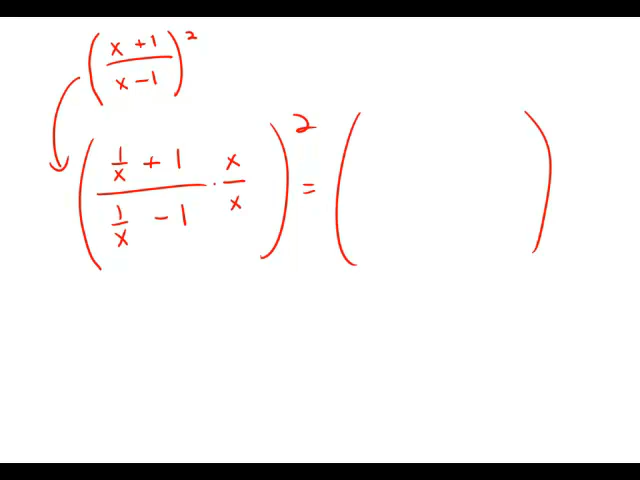 (x+1/x-1)²
(1/x + 1 / 1/x - 1 · x/x)² = ( )